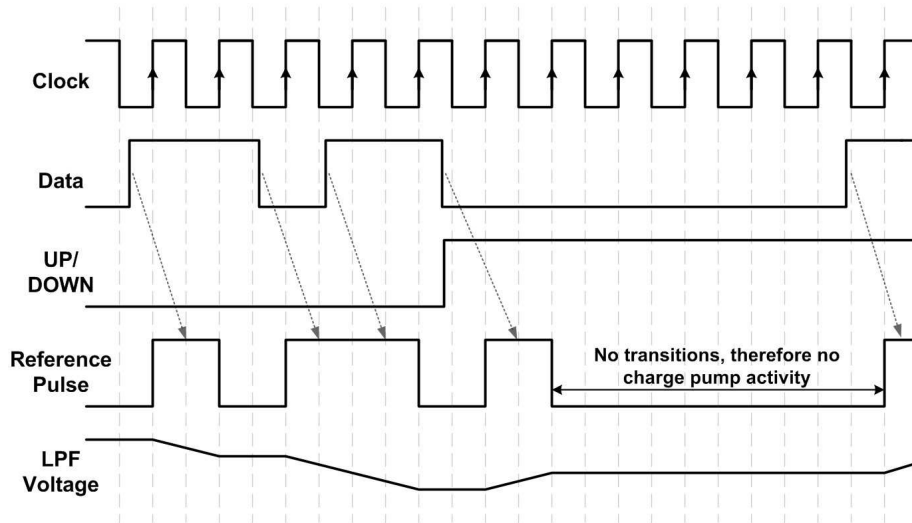 Clock
Data
UP/
DOWN
Reference
Pulse
No transitions, therefore no
charge pump activity
LPF
Voltage